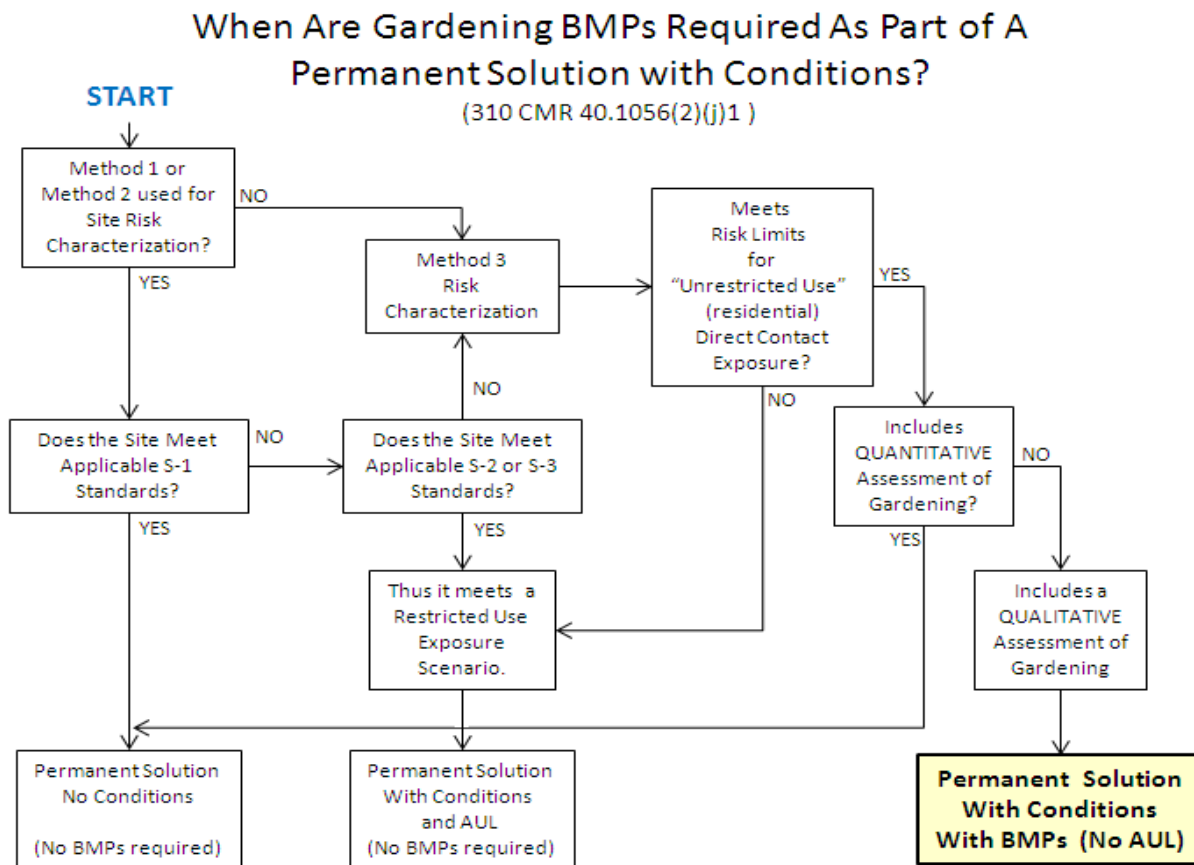 When Are Gardening BMPs Required As Part of A
Permanent Solution with Conditions?
(310 CMR 40.1056(2)(j)1 )
START
Method 1 or
Method 2 used for
Site Risk
Characterization?
NO
YES
Method 3
Risk
Characterization
Meets
Risk Limits
for
“Unrestricted Use”
(residential)
Direct Contact
Exposure?
YES
NO
NO
Does the Site Meet
Applicable S-1
Standards?
NO
YES
Does the Site Meet
Applicable S-2 or S-3
Standards?
YES
Includes
QUANTITATIVE
Assessment of
Gardening?
NO
YES
Thus it meets a
Restricted Use
Exposure
Scenario.
Includes a
QUALITATIVE
Assessment of
Gardening
Permanent Solution
No Conditions
(No BMPs required)
Permanent Solution
With Conditions
and AUL
(No BMPs required)
Permanent Solution
With Conditions
With BMPs (No AUL)